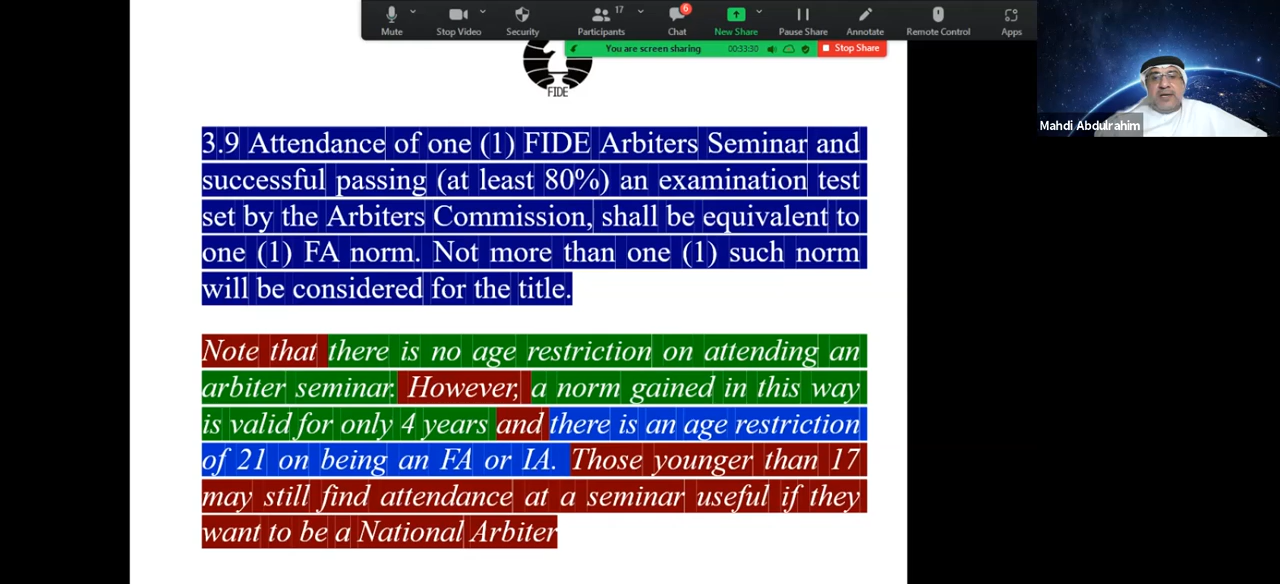 17
6
Mute
Stop Video
Security
Participants
Chat
New Share
Pause Share
Annotate
Remote Control
Apps
You are screen sharing
00:33:30
Stop Share
FIDE
Mahdi Abdulrahim
3.9 Attendance of one (1) FIDE Arbiters Seminar and
successful passing (at least 80%) an examination test
set by the Arbiters Commission, shall be equivalent to
one (1) FA norm. Not more than one (1) such norm
will be considered for the title.
Note that there is no age restriction on attending an
arbiter seminar. However, a norm gained in this way
is valid for only 4 years and there is an age restriction
of 21 on being an FA or IA. Those younger than 17
may still find attendance at a seminar useful if they
want to be a National Arbiter